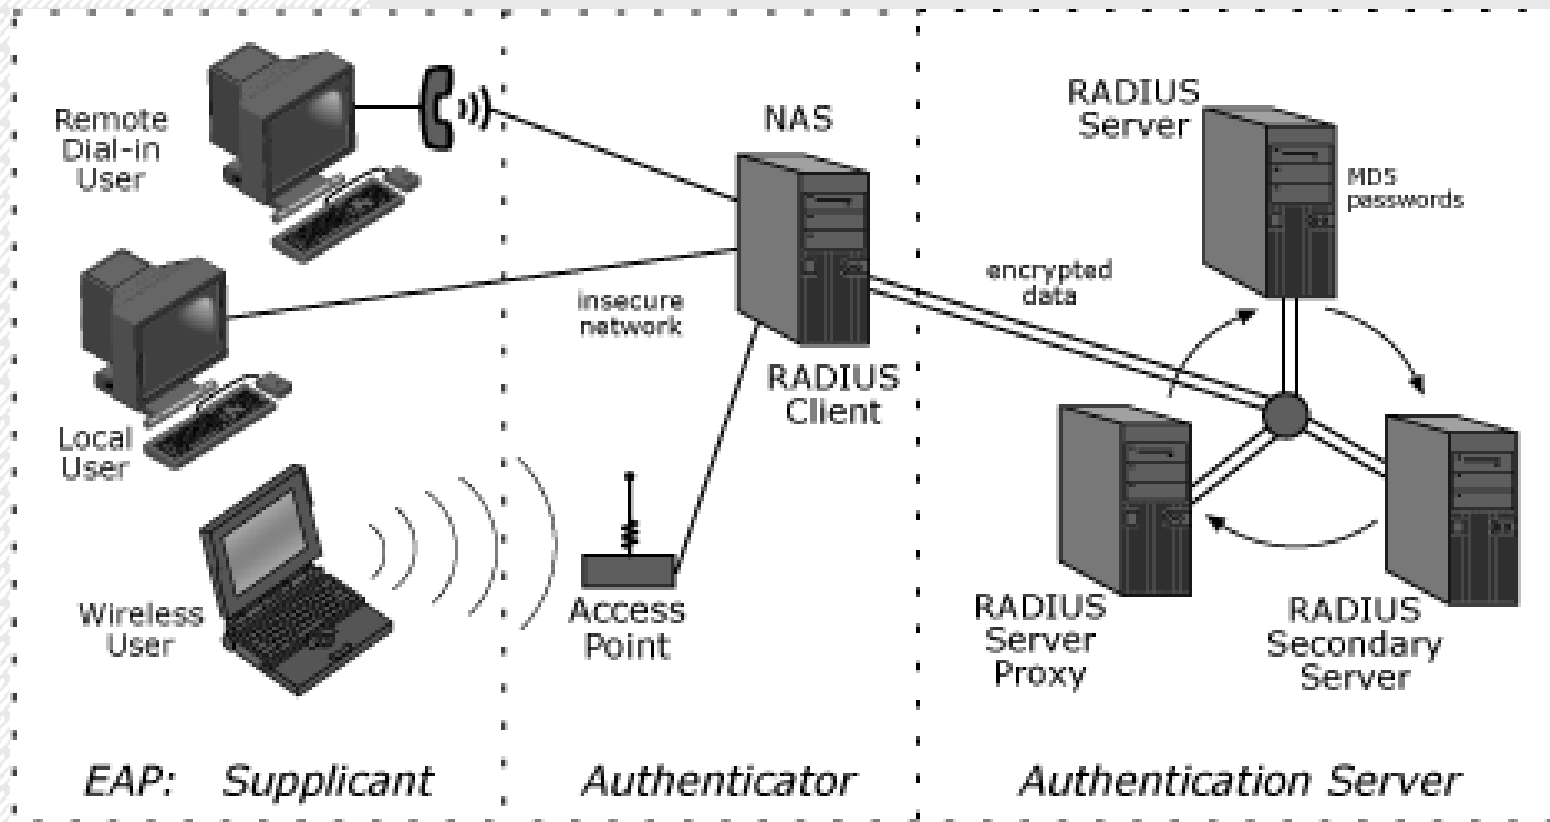 Remote
Dial-in
User
NAS
RADIUS
Server
MD5
passwords
encrypted
data
insecure
network
RADIUS
Client
Local
User
Wireless
User
Access
Point
RADIUS
Server
Proxy
RADIUS
Secondary
Server
EAP: Supplicant
Authenticator
Authentication Server